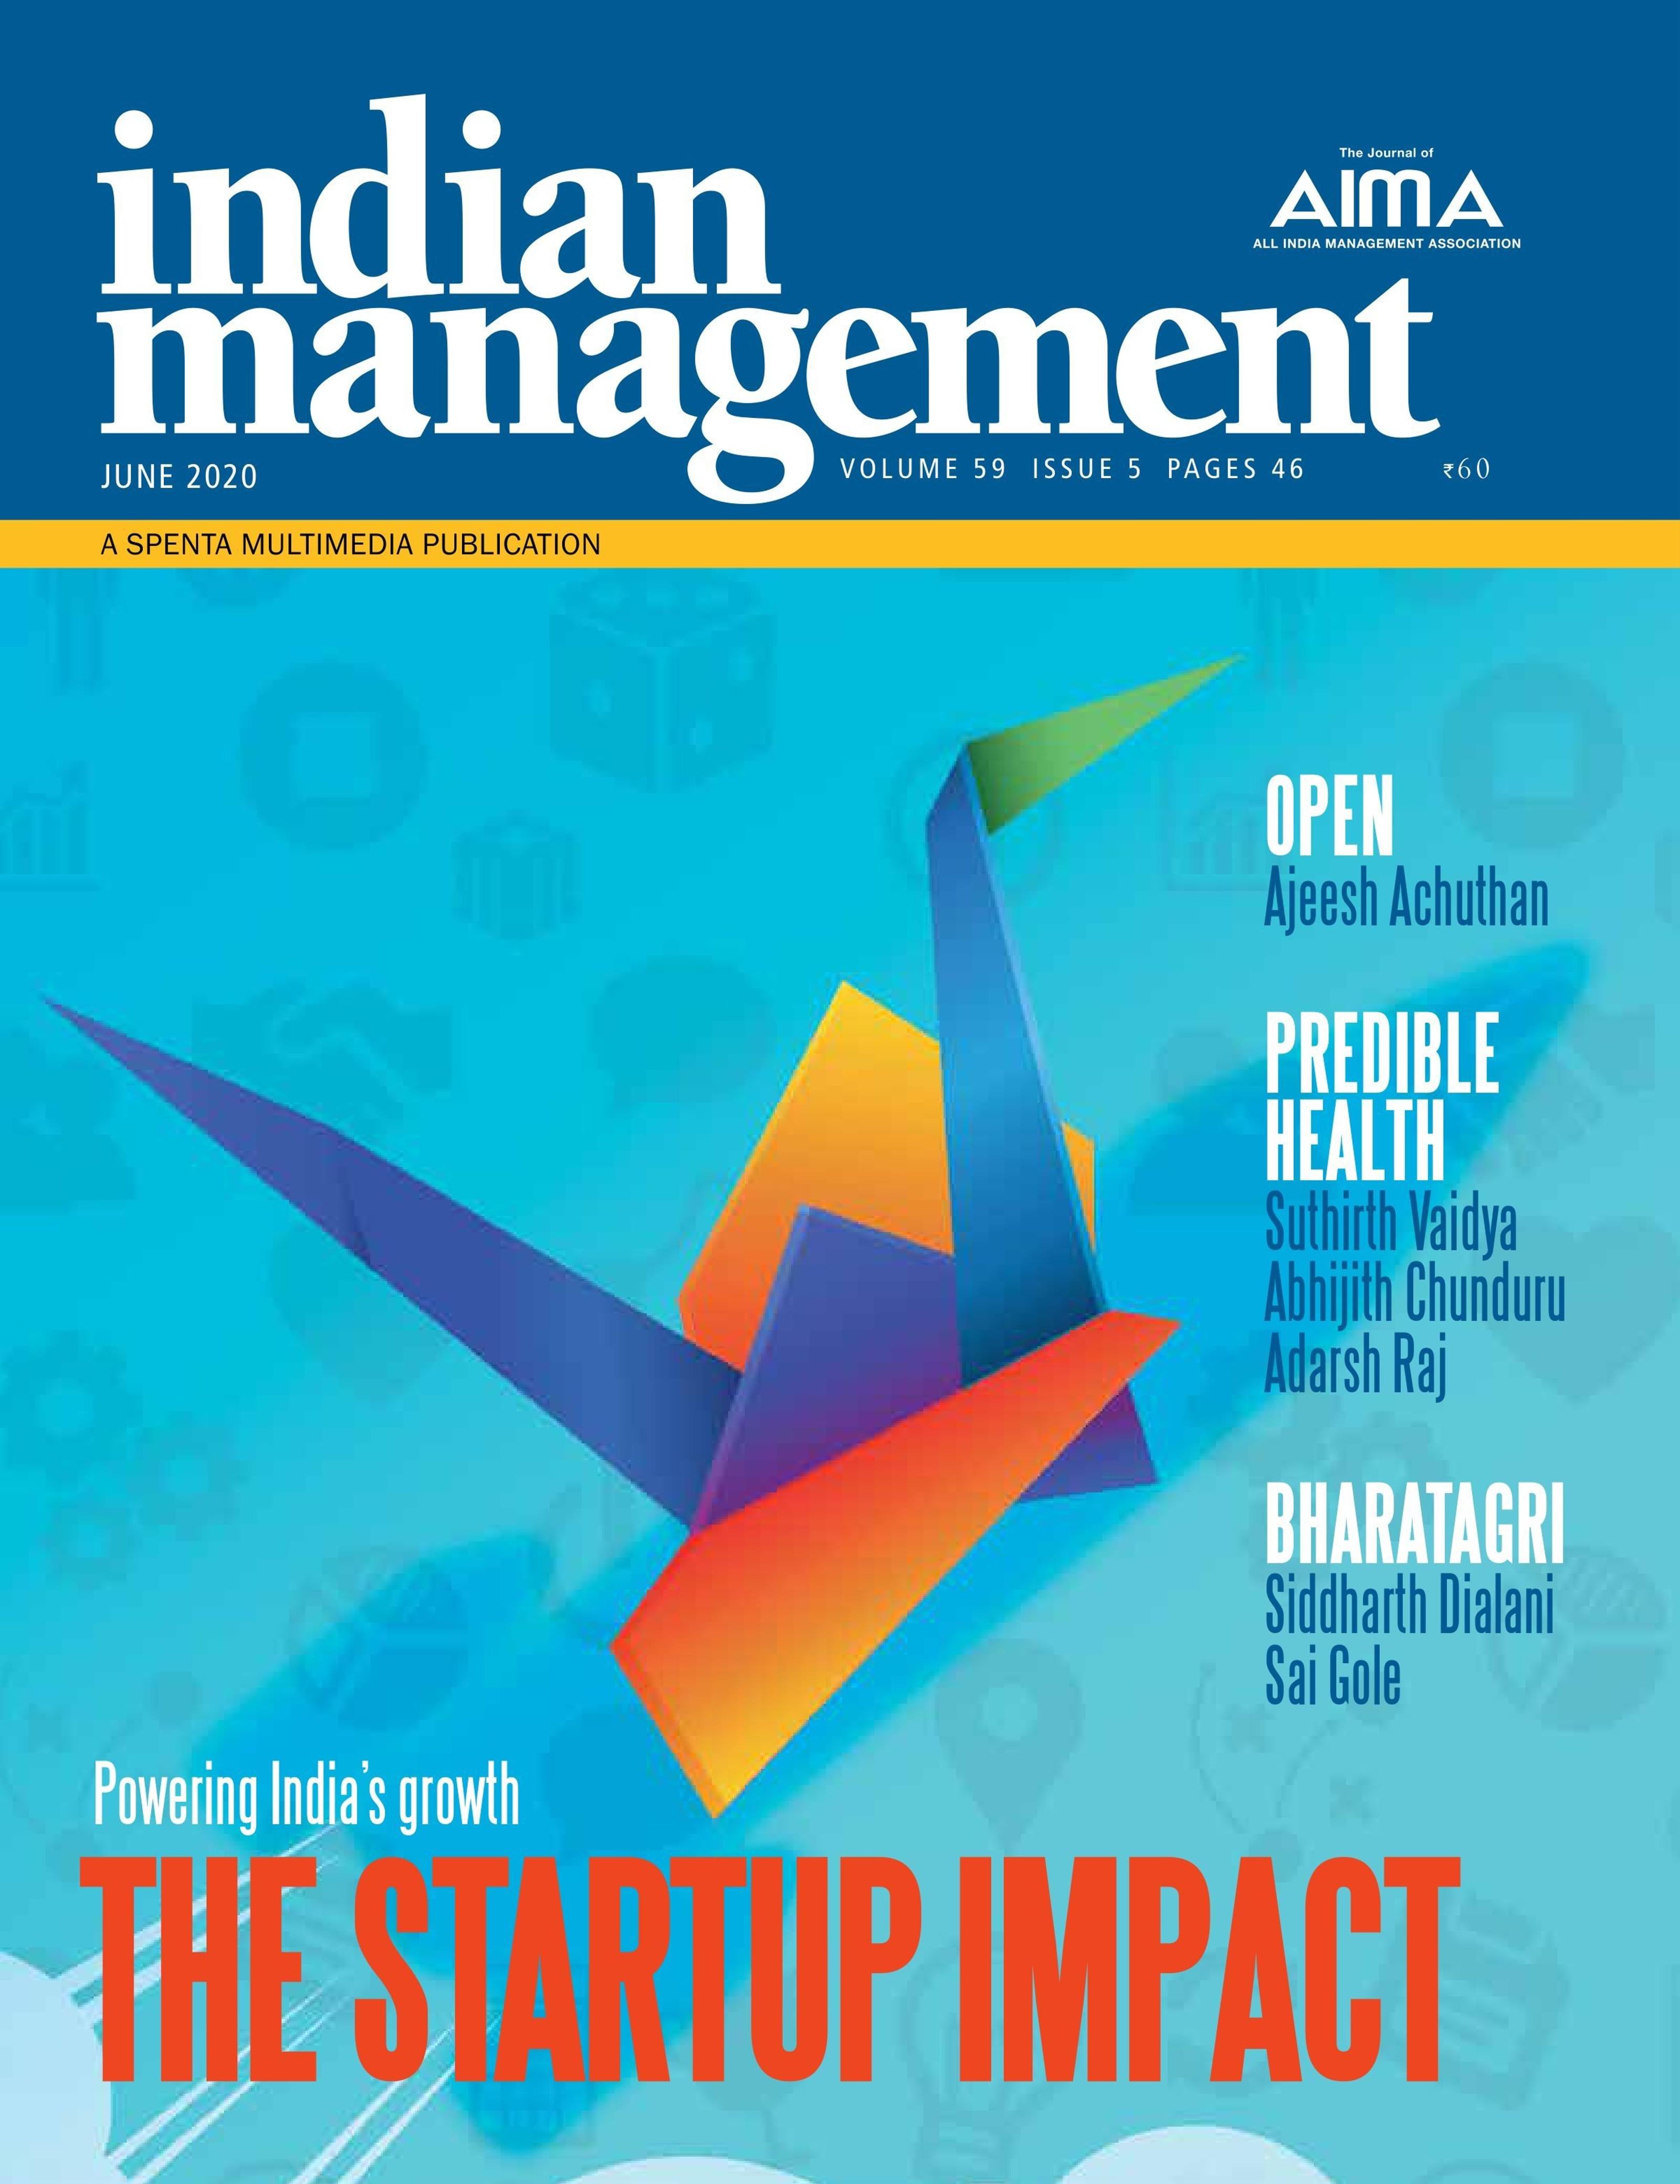 indian
The Journal of
AIMA
ALL INDIA MANAGEMENT ASSOCIATION
management
JUNE 2020
VOLUME 59 ISSUE 5 PAGES 46
₹60
A SPENTA MULTIMEDIA PUBLICATION
OPEN
Ajeesh Achuthan
PREDIBLE
HEALTH
Suthirth Vaidya
Abhijith Chunduru
Adarsh Raj
BHARATAGRI
Siddharth Dialani
Sai Gole
Powering India's growth
THE STARTUP IMPACT